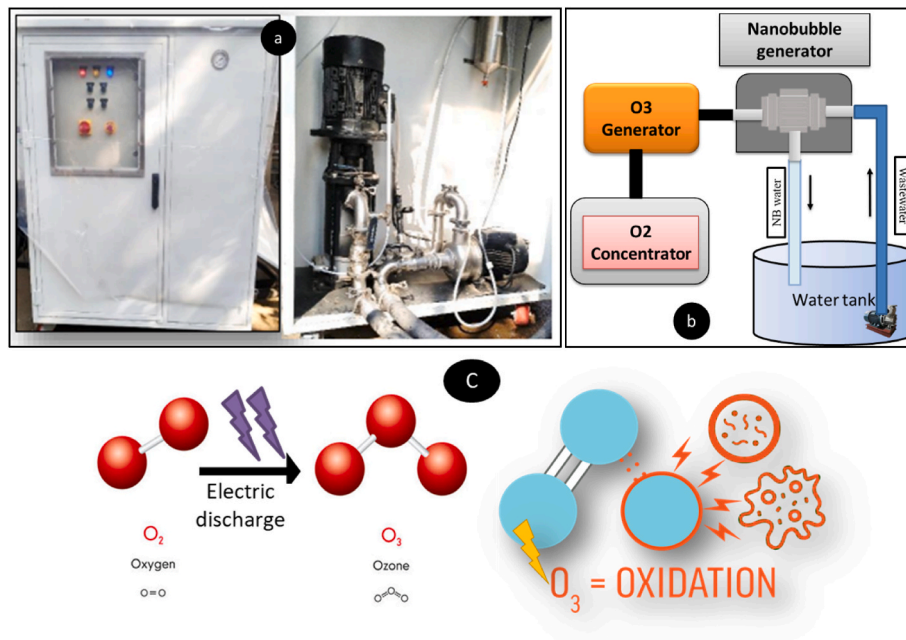 a
Nanobubble
generator
O3
Generator
O2
Concentrator
NB water
Wastewater
Water tank
b
C
Electric
discharge
O2
Oxygen
O=O
O3
Ozone
O=O=O
O3 = OXIDATION